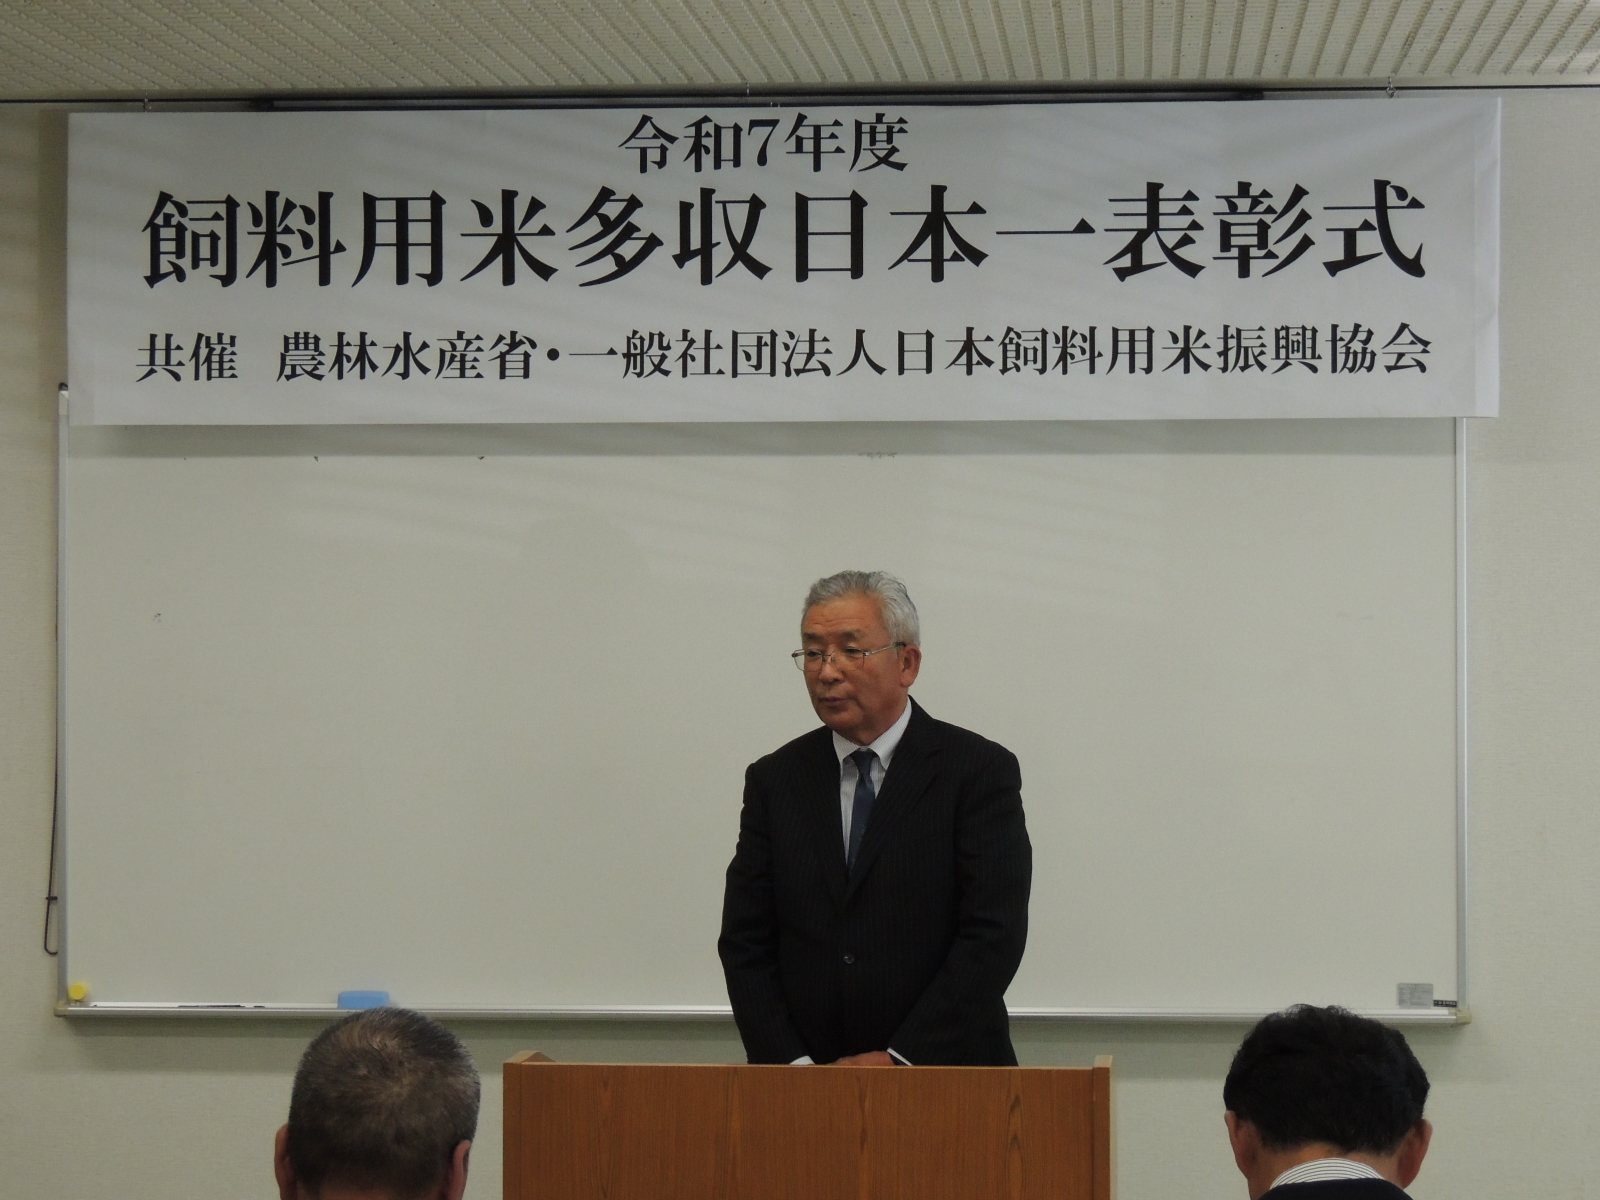 令和7年度
飼料用米多収日本一表彰式
共催　農林水産省・一般社団法人日本飼料用米振興協会